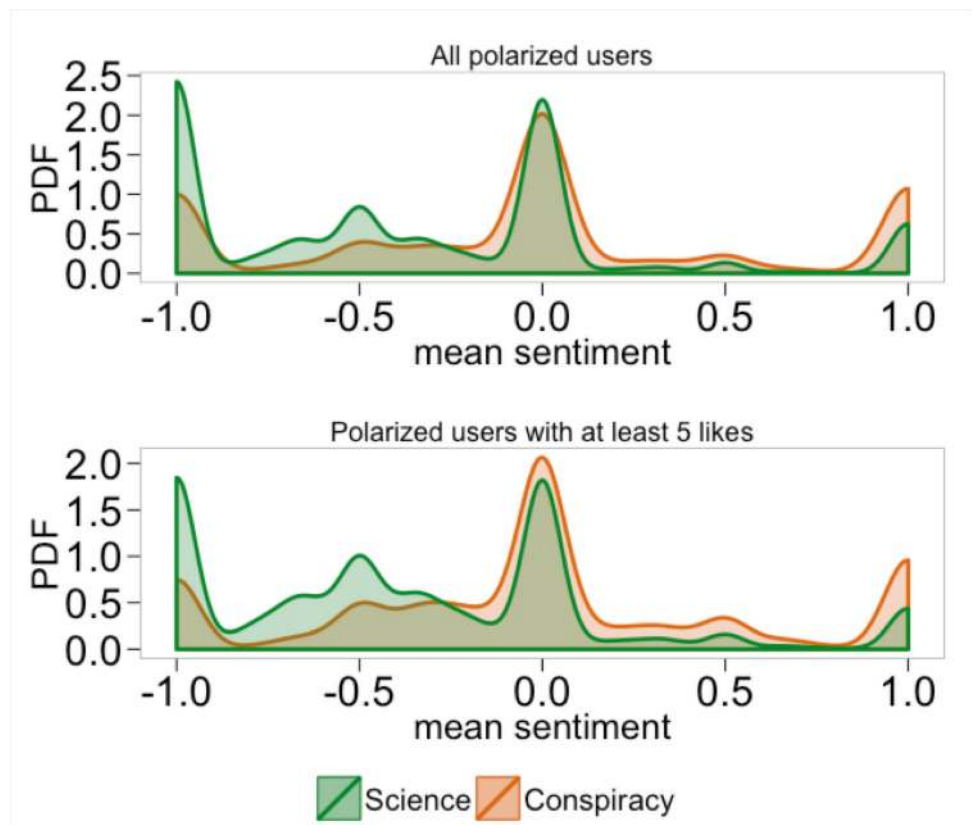 All polarized users
PDF
2.5
2.0
1.5
1.0
0.5
0.0
-1.0 -0.5 0.0 0.5 1.0
mean sentiment
Polarized users with at least 5 likes
PDF
2.0
1.5
1.0
0.5
0.0
-1.0 -0.5 0.0 0.5 1.0
mean sentiment
Science Conspiracy